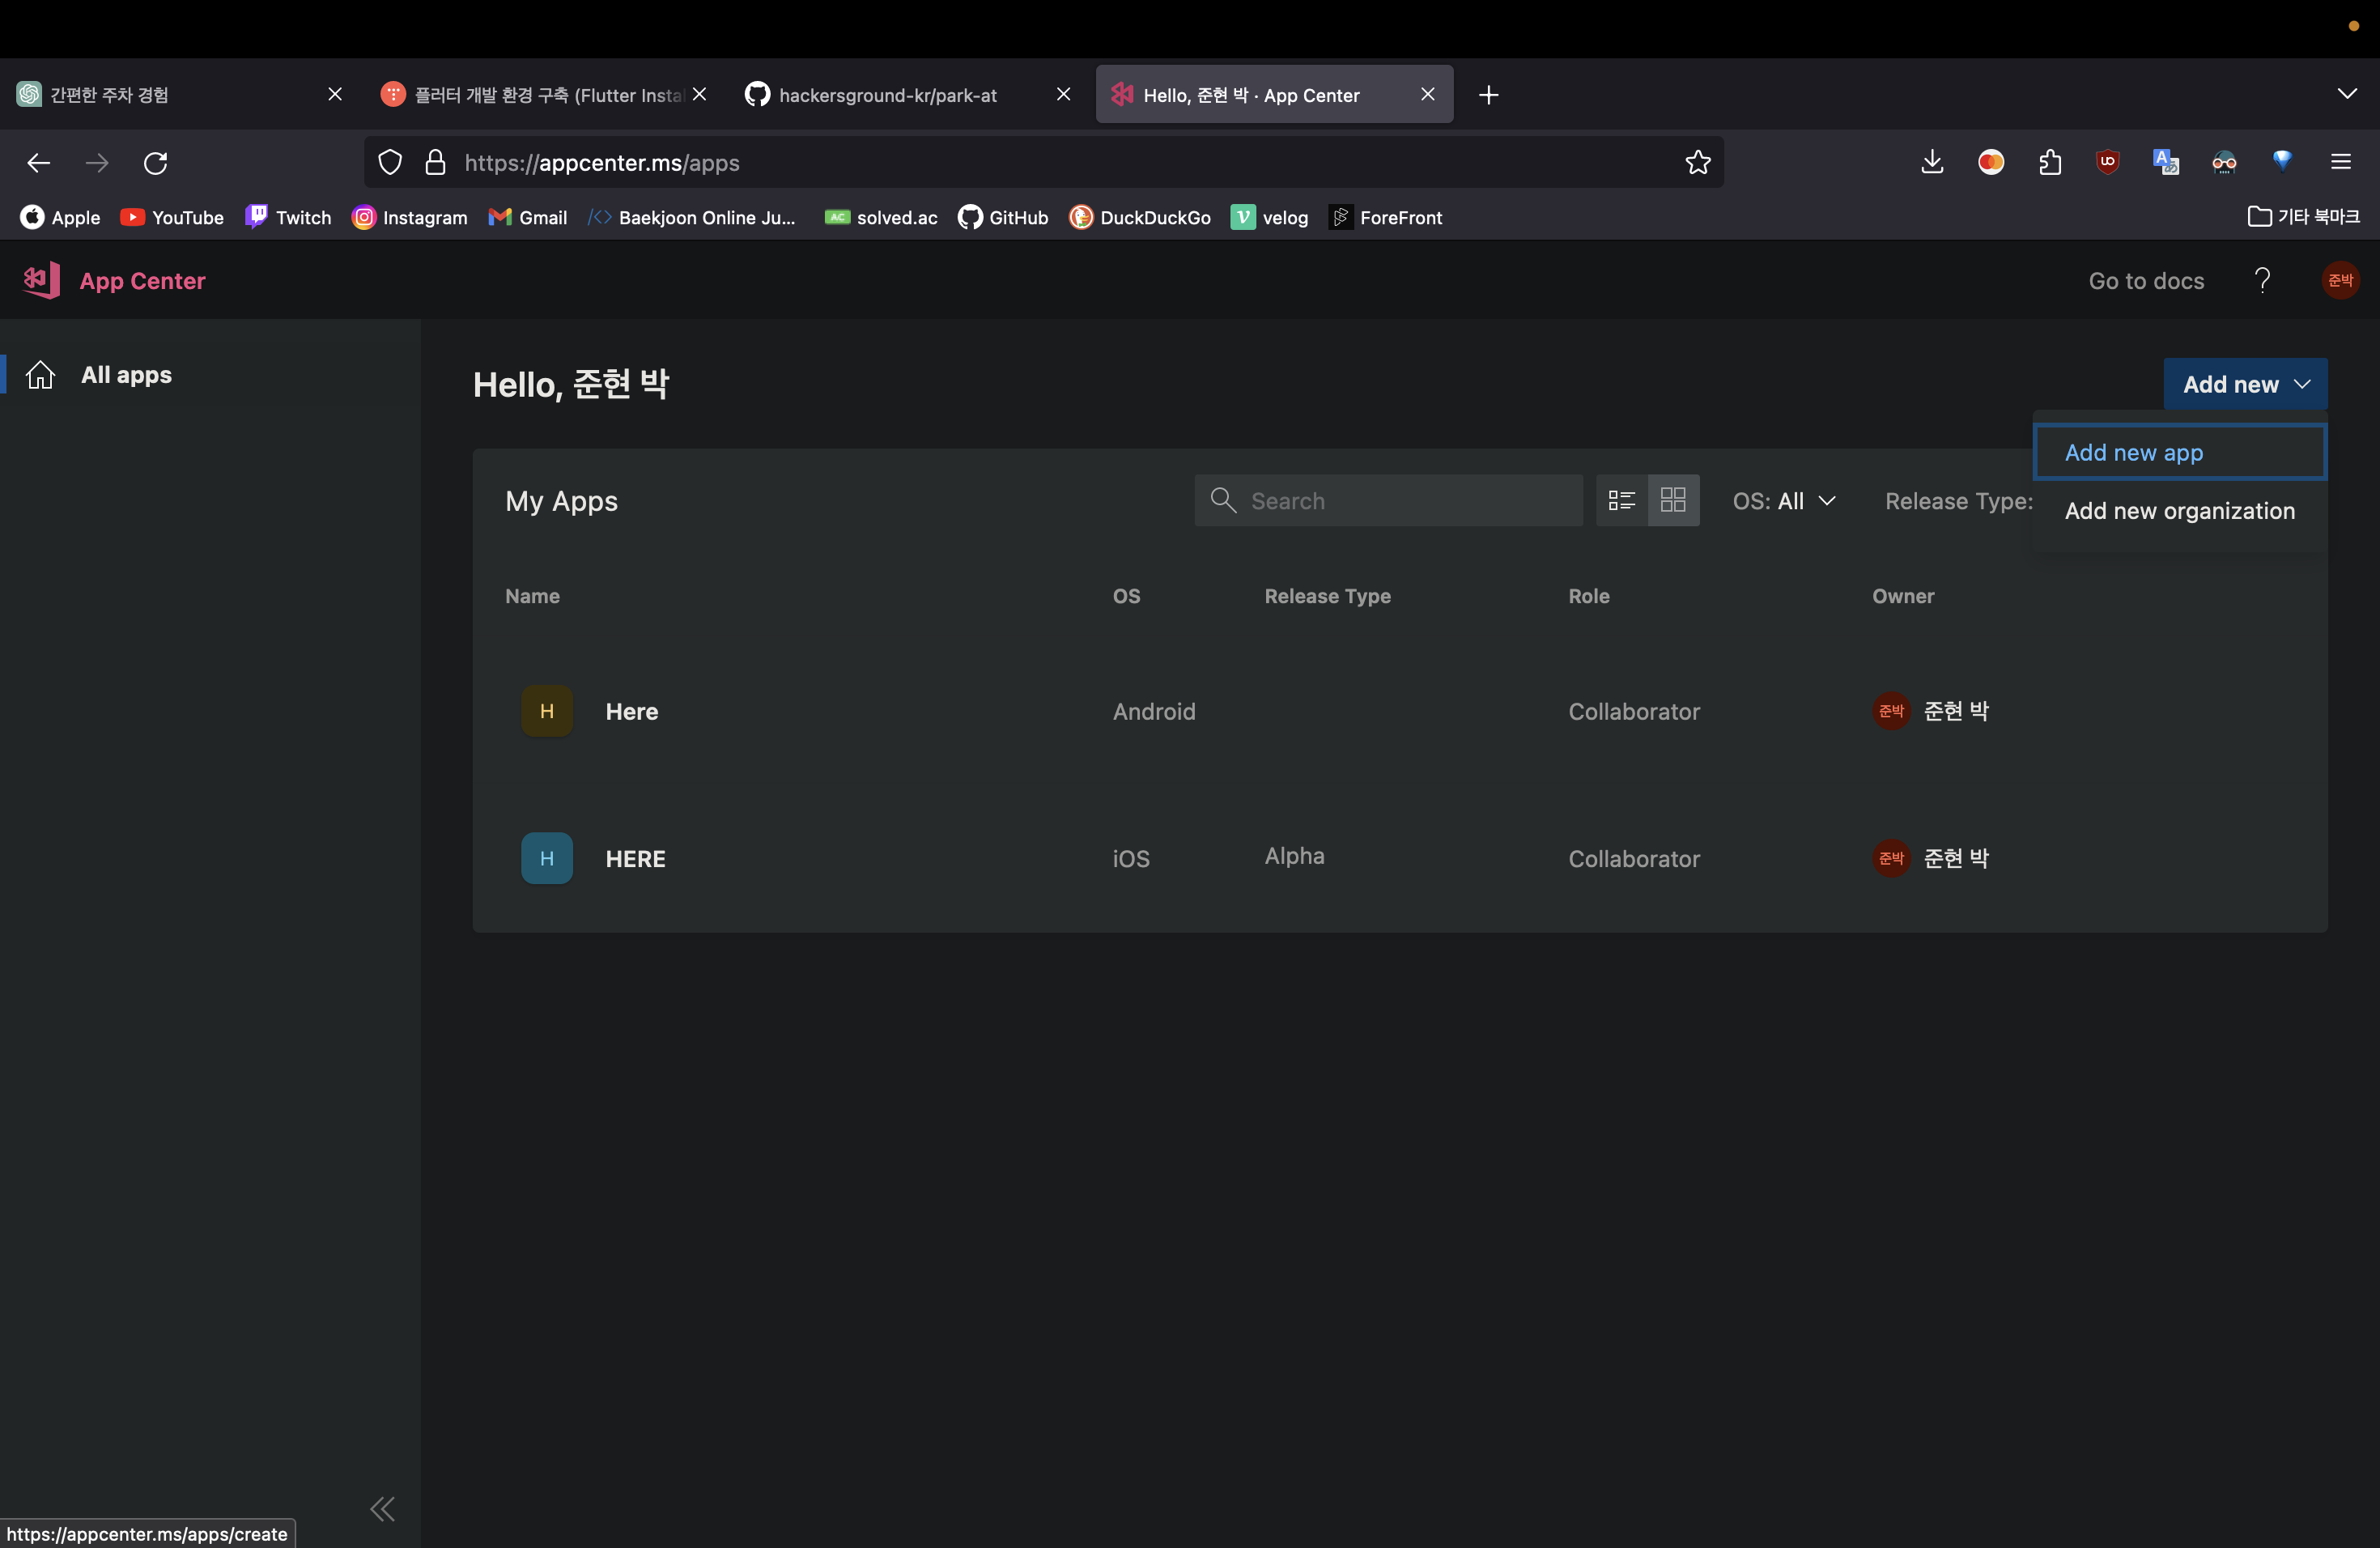 간편한 주차 경험
플러터 개발 환경 구축 (Flutter Instal
hackersground-kr/park-at
Hello, 준현 박 · App Center
https://appcenter.ms/apps
Apple YouTube Twitch Instagram Gmail Baekjoon Online Ju... AC solved.ac GitHub DuckDuckGo velog ForeFront 기타 북마크
App Center
Go to docs ? 준박
All apps
Hello, 준현 박
Add new
Add new app
Add new organization
My Apps
Search
OS: All
Release Type:
Name OS Release Type Role Owner
H Here Android Collaborator 준박 준현 박
H HERE iOS Alpha Collaborator 준박 준현 박
https://appcenter.ms/apps/create